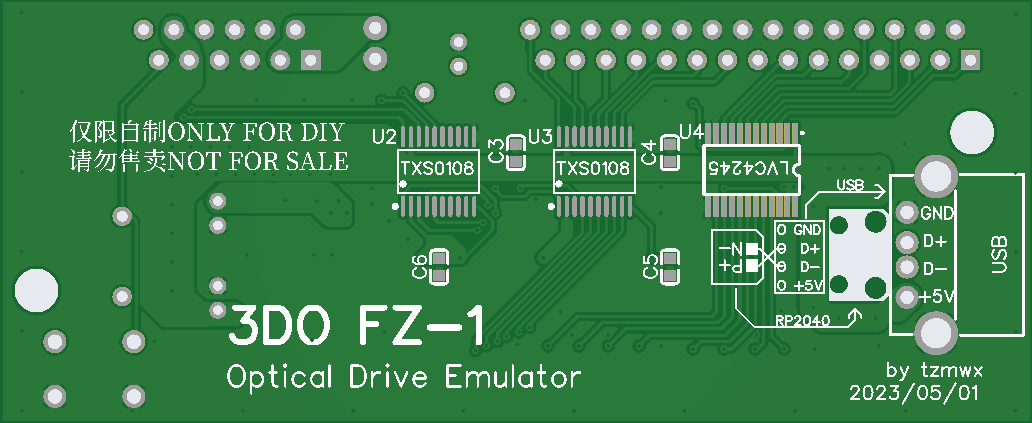 仅限自制ONLY FOR DIY
请勿售卖NOT FOR SALE
U2
TXS0108
C3
U3
TXS0108
C4
U4
LVC4245
USB
GND
D+
D-
+5V
USB
O GND
O D+
O D-
O +5V
N-
P+
RP2040
C6
C5
3DO FZ-1
Optical Drive Emulator
by tzmwx
2023/05/01